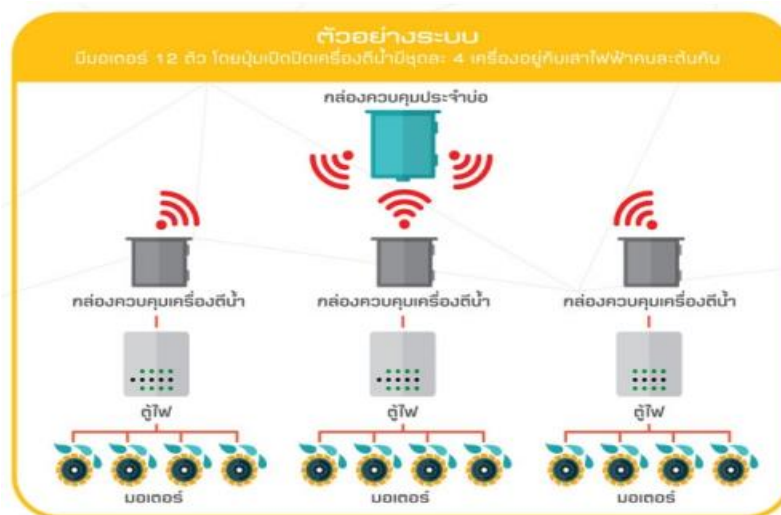 ตัวอย่างระบบ
มีมอเตอร์ 12 ตัว โดยปุ่มเปิดปิดเครื่องตีน้ำมีชุดละ 4 เครื่องอยู่กับเสาไฟฟ้าคนละต้นกัน
กล่องควบคุมประจำบ่อ
กล่องควบคุมเครื่องตีน้ำ กล่องควบคุมเครื่องตีน้ำ กล่องควบคุมเครื่องตีน้ำ
ตู้ไฟ ตู้ไฟ ตู้ไฟ
มอเตอร์ มอเตอร์ มอเตอร์